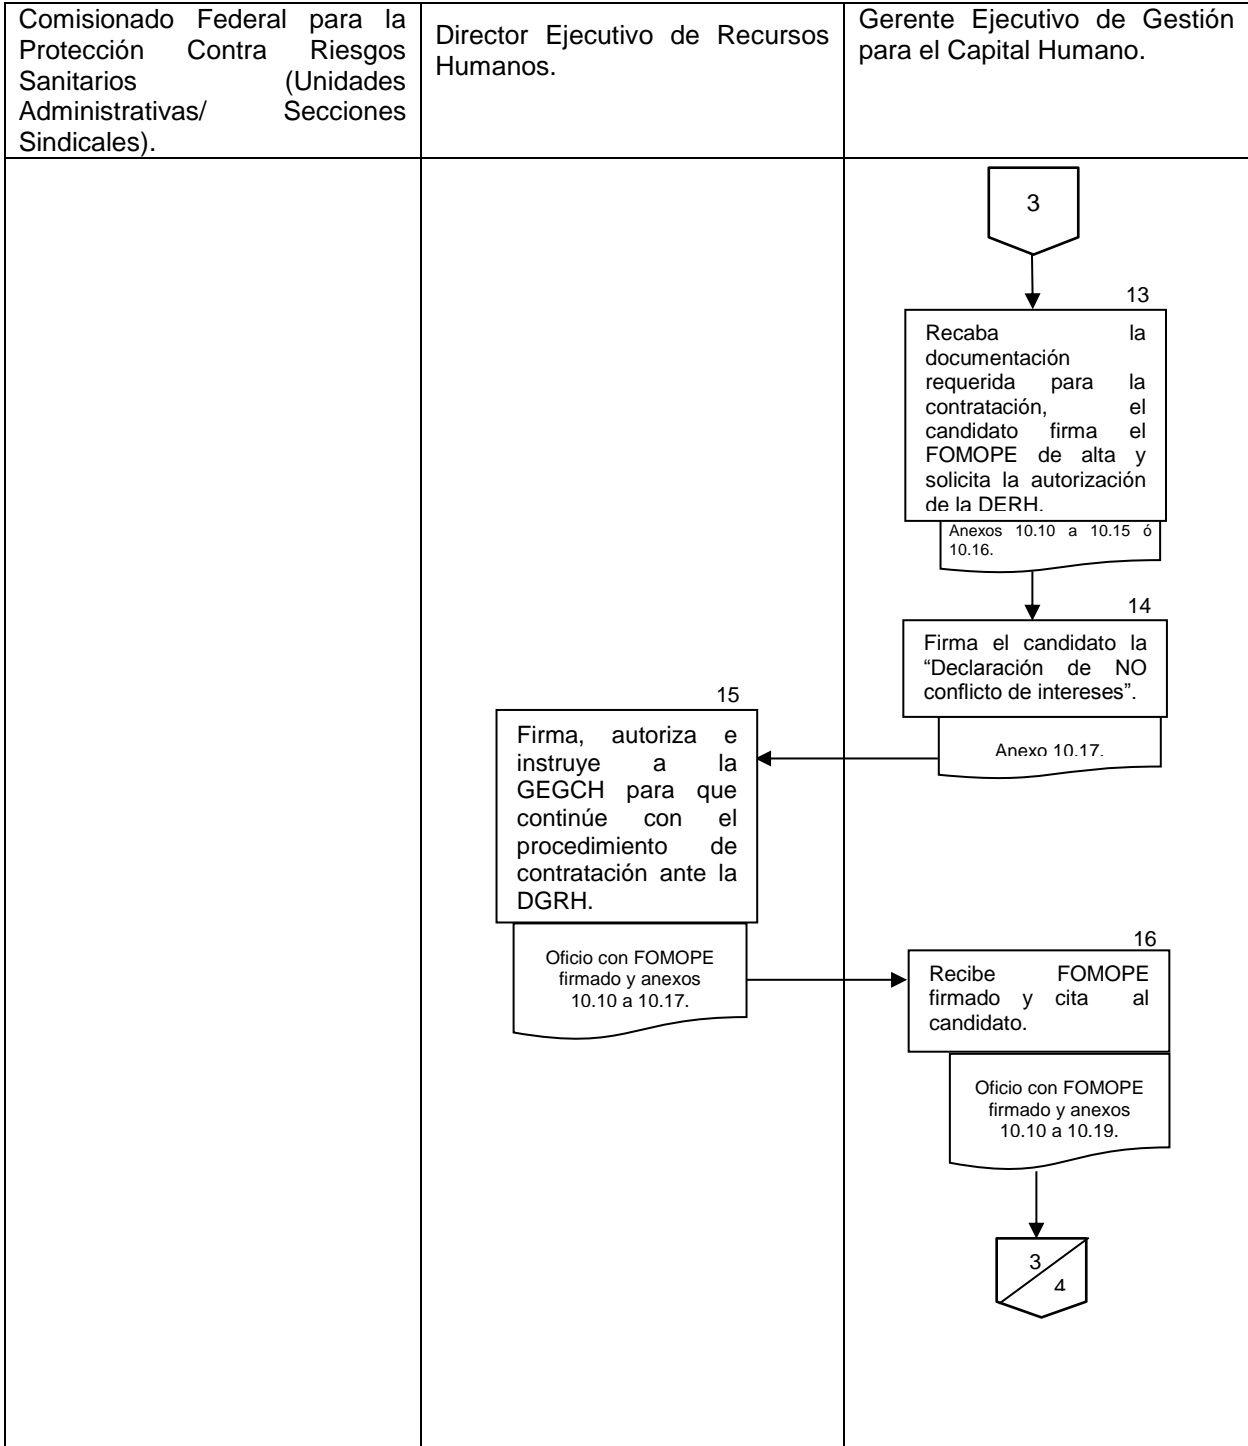 Comisionado Federal para la
Protección Contra Riesgos
Sanitarios (Unidades
Administrativas/ Secciones
Sindicales).
Director Ejecutivo de Recursos
Humanos.
Gerente Ejecutivo de Gestión
para el Capital Humano.
3
13
Recaba la
documentación
requerida para la
contratación, el
candidato firma el
FOMOPE de alta y
solicita la autorización
de la DERH.
Anexos 10.10 a 10.15 ó
10.16.
14
Firma el candidato la
“Declaración de NO
conflicto de intereses”.
Anexo 10.17.
15
Firma, autoriza e
instruye a la
GEGCH para que
continúe con el
procedimiento de
contratación ante la
DGRH.
Oficio con FOMOPE
firmado y anexos
10.10 a 10.17.
16
Recibe FOMOPE
firmado y cita al
candidato.
Oficio con FOMOPE
firmado y anexos
10.10 a 10.19.
3
4